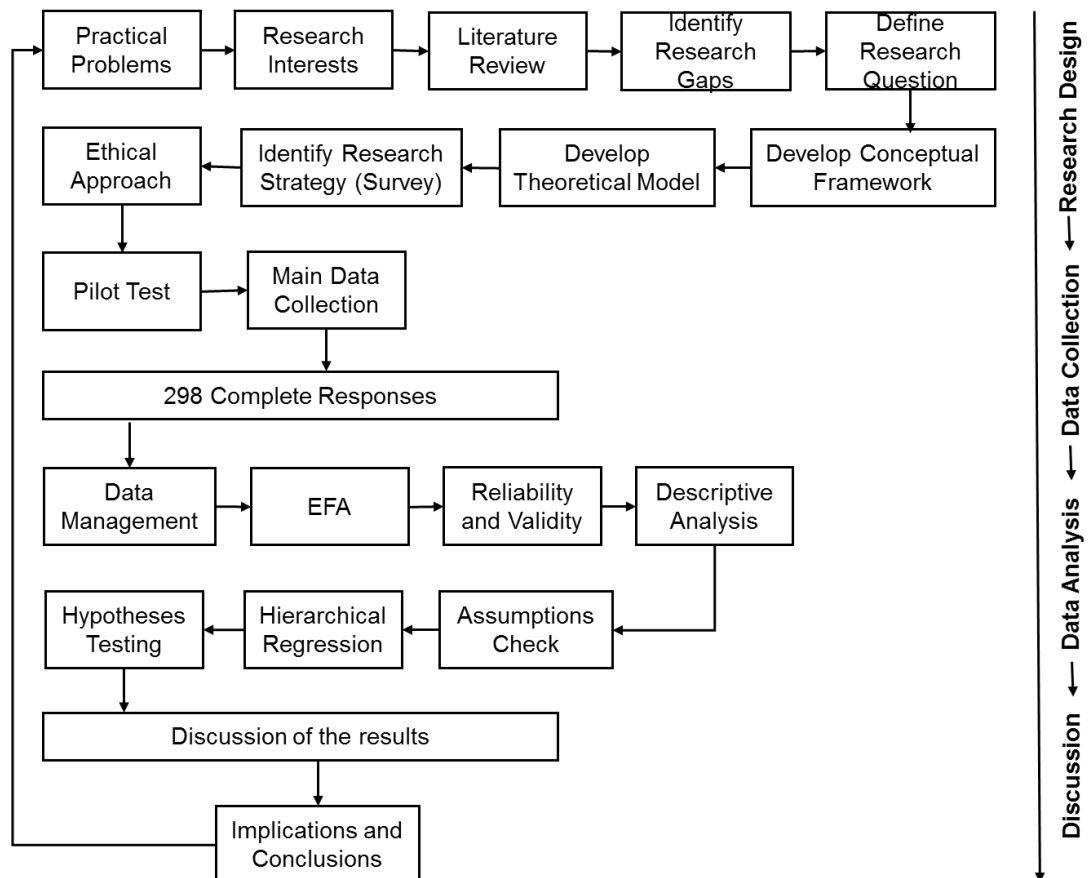 Practical
Problems
Research
Interests
Literature
Review
Identify
Research
Gaps
Define
Research
Question
Ethical
Approach
Identify Research
Strategy (Survey)
Develop
Theoretical Model
Develop Conceptual
Framework
Pilot Test
Main Data
Collection
298 Complete Responses
Data
Management
EFA
Reliability
and Validity
Descriptive
Analysis
Hypotheses
Testing
Hierarchical
Regression
Assumptions
Check
Discussion of the results
Implications and
Conclusions
Research Design
Data Collection
Data Analysis
Discussion